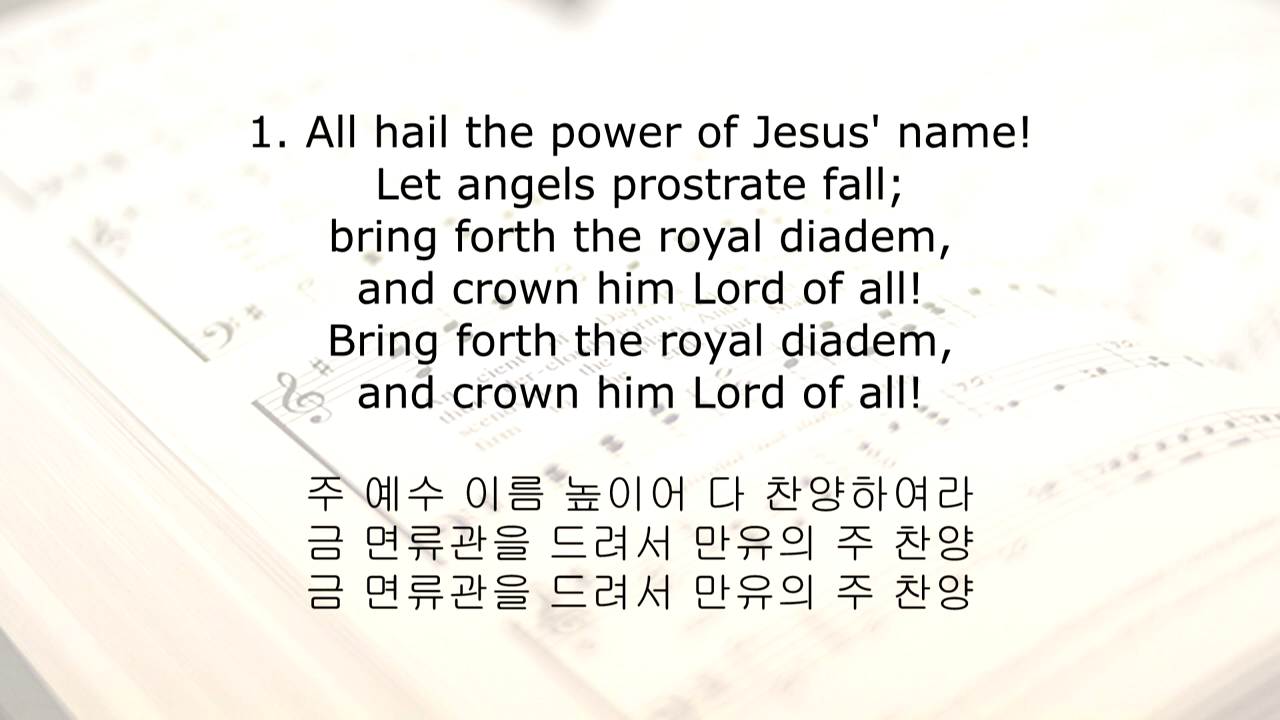 1. All hail the power of Jesus' name!
Let angels prostrate fall;
bring forth the royal diadem,
and crown him Lord of all!
Bring forth the royal diadem,
and crown him Lord of all!
주 예수 이름 높이어 다 찬양하여라
금 면류관을 드려서 만유의 주 찬양
금 면류관을 드려서 만유의 주 찬양